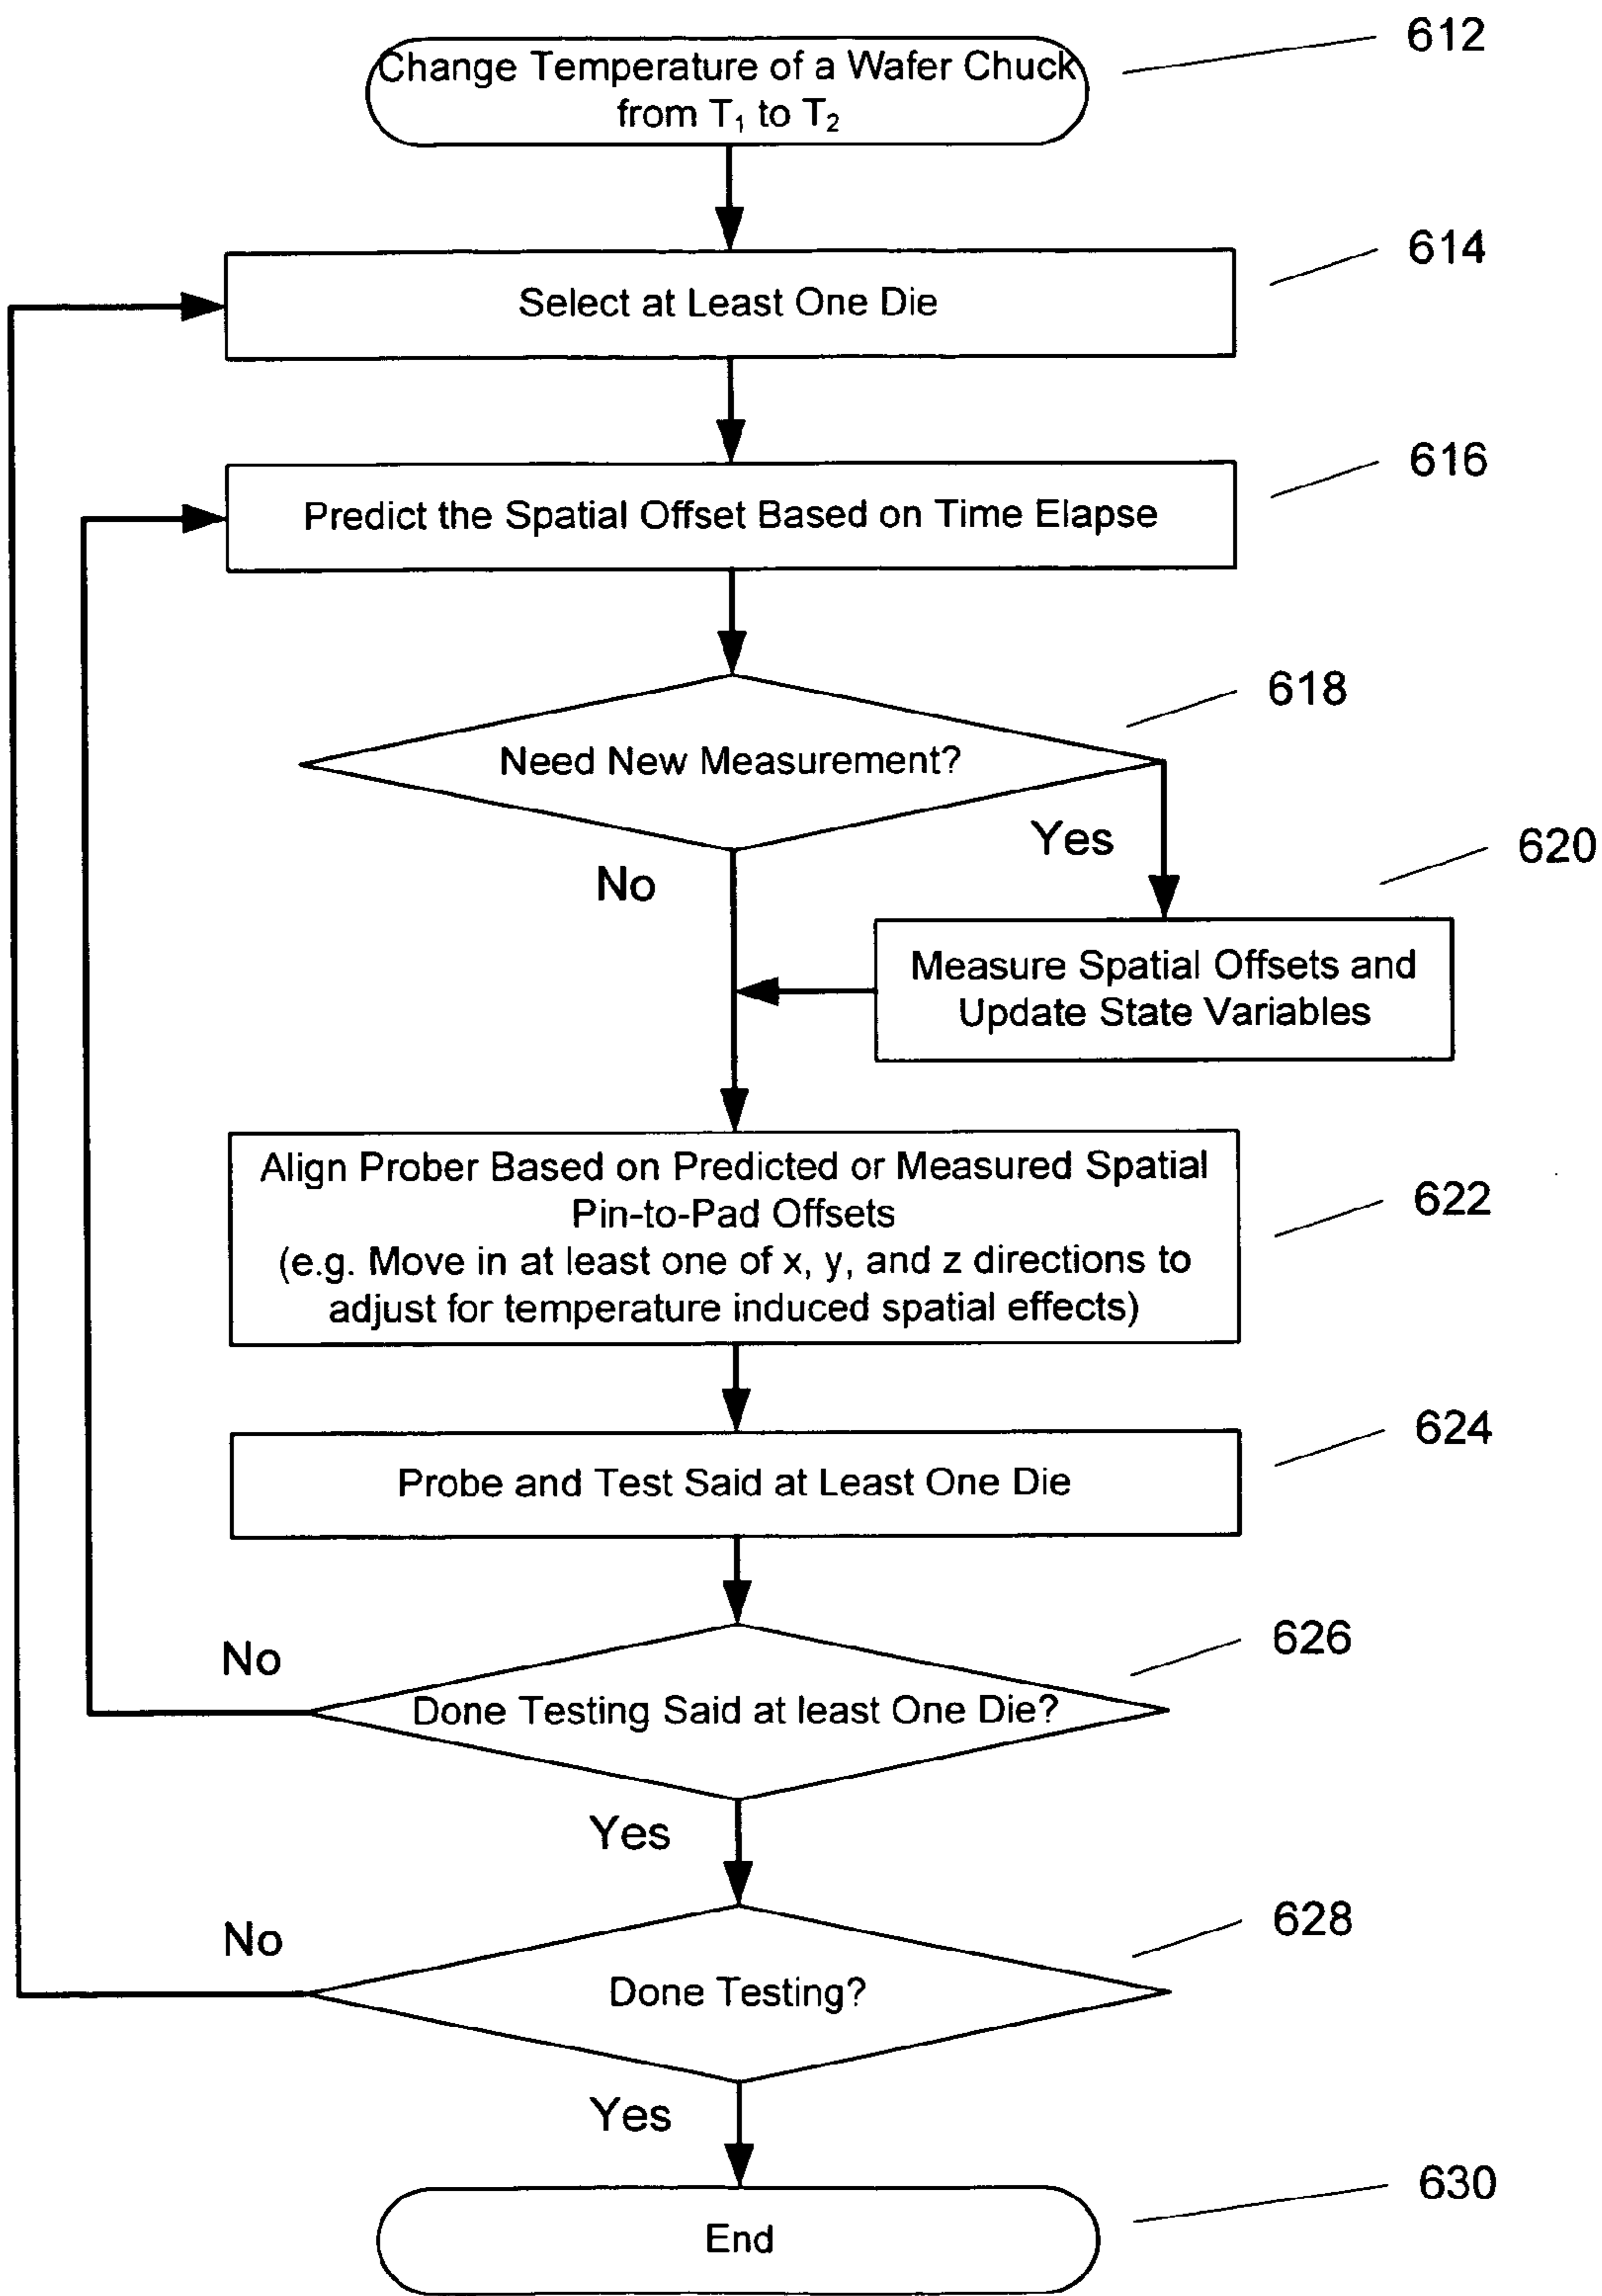 612
Change Temperature of a Wafer Chuck
from T₁ to T₂
614
Select at Least One Die
616
Predict the Spatial Offset Based on Time Elapse
618
Need New Measurement?
Yes
No
620
Measure Spatial Offsets and
Update State Variables
Align Prober Based on Predicted or Measured Spatial
Pin-to-Pad Offsets
(e.g. Move in at least one of x, y, and z directions to
adjust for temperature induced spatial effects)
622
624
Probe and Test Said at Least One Die
626
No
Done Testing Said at least One Die?
Yes
628
No
Done Testing?
Yes
630
End